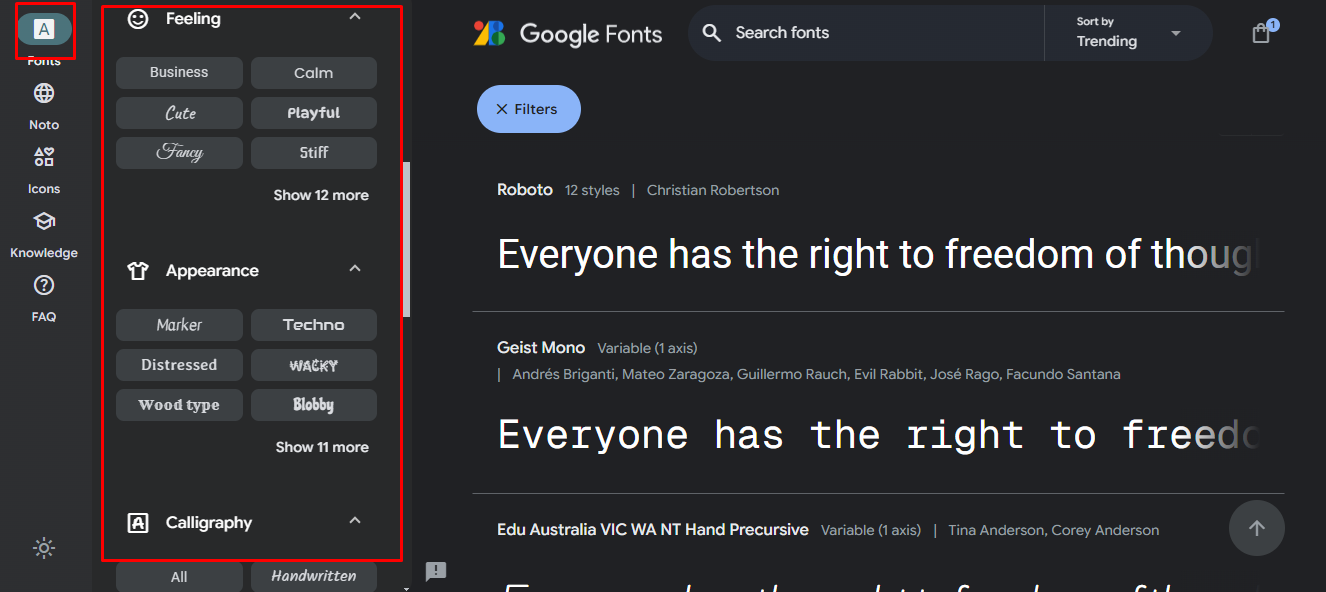 A
Fonts
Noto
Icons
Knowledge
FAQ
Feeling
Business
Calm
Cute
Playful
Fancy
Stiff
Show 12 more
Appearance
Marker
Techno
Distressed
WACKY
Wood type
Blobby
Show 11 more
A
Calligraphy
All
Handwritten
Google Fonts
Search fonts
Sort by
Trending
1
Filters
Roboto 12 styles | Christian Robertson
Everyone has the right to freedom of thoug
Geist Mono Variable (1 axis)
| Andrés Briganti, Mateo Zaragoza, Guillermo Rauch, Evil Rabbit, José Rago, Facundo Santana
Everyone has the right to freedo
Edu Australia VIC WA NT Hand Precursive Variable (1 axis) | Tina Anderson, Corey Anderson